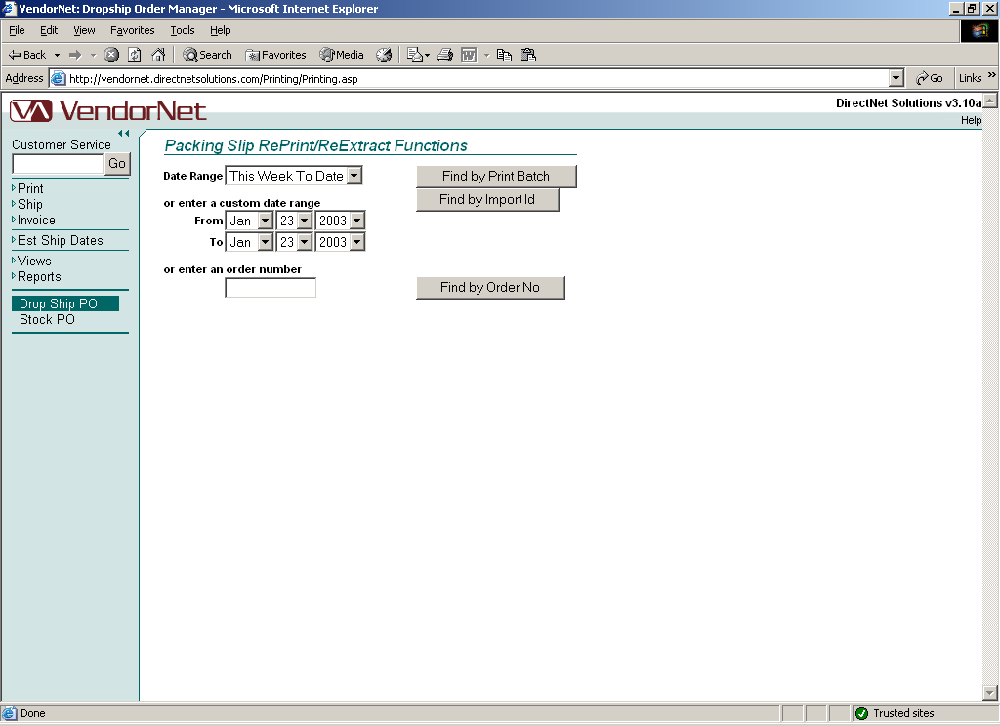 VendorNet: Dropship Order Manager - Microsoft Internet Explorer
File Edit View Favorites Tools Help
Back Search Favorites Media
Address http://vendornet.directnetsolutions.com/Printing/Printing.asp Go Links »
VA VendorNet
DirectNet Solutions v3.10a
Help
Customer Service
Go
Print
Ship
Invoice
Est Ship Dates
Views
Reports
Drop Ship PO
Stock PO
Packing Slip RePrint/ReExtract Functions
Date Range This Week To Date Find by Print Batch
Find by Import Id
or enter a custom date range
From Jan 23 2003
To Jan 23 2003
or enter an order number
Find by Order No
Done Trusted sites